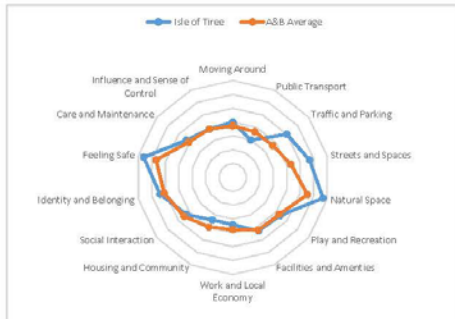 Isle of Tiree
A&B Average
Moving Around
Public Transport
Traffic and Parking
Streets and Spaces
Natural Space
Play and Recreation
Facilities and Amenties
Work and Local
Economy
Housing and Community
Social Interaction
Identity and Belonging
Feeling Safe
Care and Maintenance
Influence and Sense of
Control